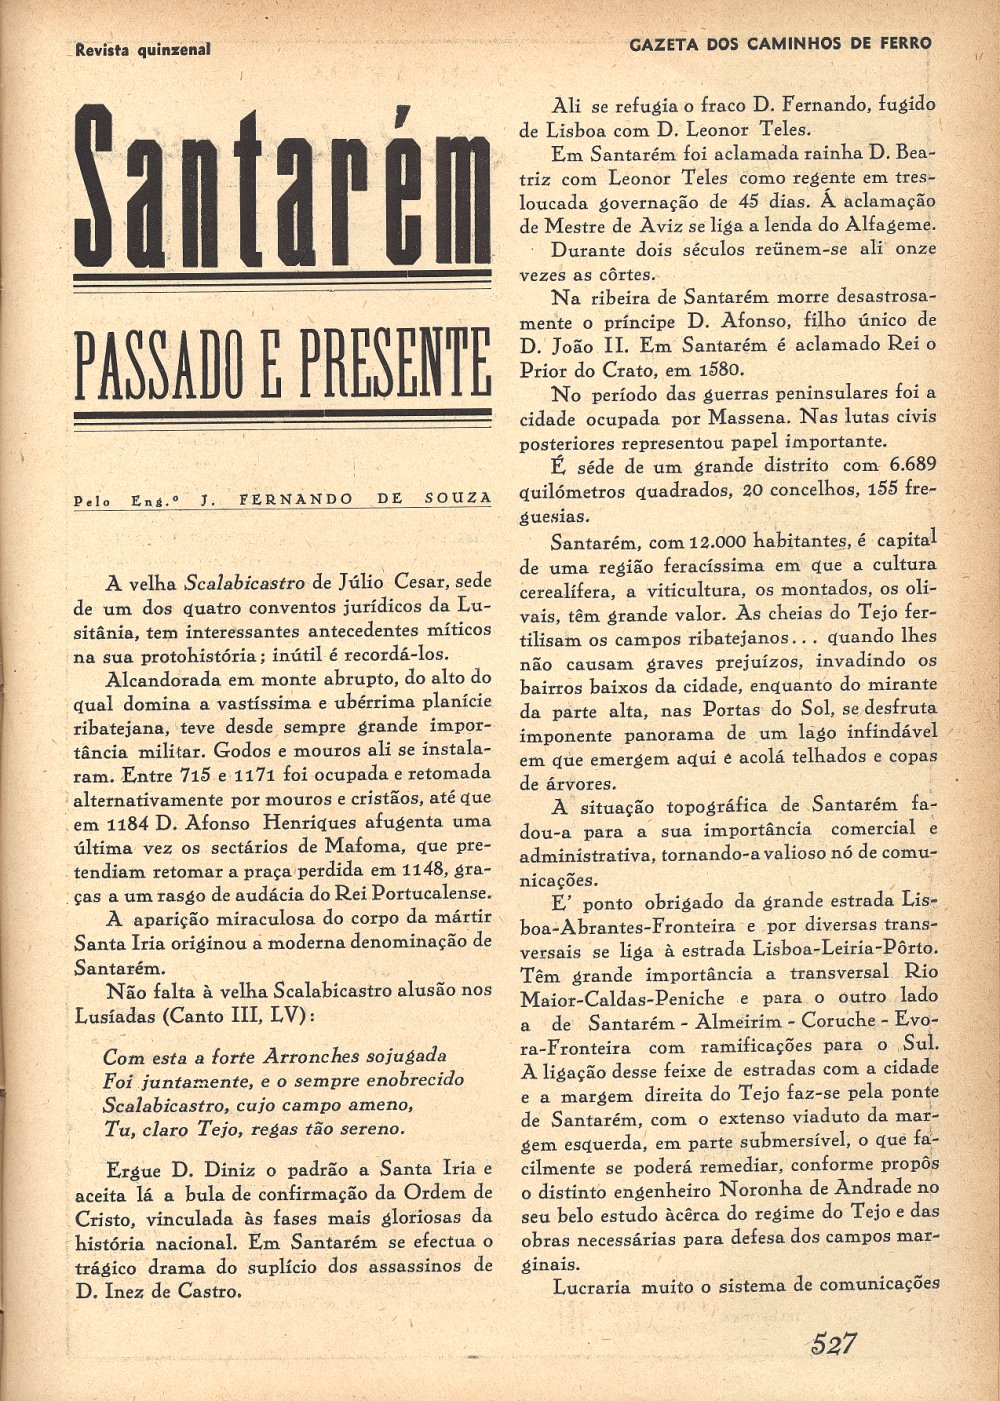 Revista quinzenal
GAZETA DOS CAMINHOS DE FERRO
Santarém
PASSADO E PRESENTE
Pelo Eng.º J. FERNANDO DE SOUZA
A velha Scalabicastro de Júlio Cesar, sede
de um dos quatro conventos jurídicos da Lu-
sitânia, tem interessantes antecedentes míticos
na sua protohistória; inútil é recordá-los.
Alcandorada em monte abrupto, do alto do
qual domina a vastíssima e ubérrima planície
ribatejana, teve desde sempre grande impor-
tância militar. Godos e mouros ali se instala-
ram. Entre 715 e 1171 foi ocupada e retomada
alternativamente por mouros e cristãos, até que
em 1184 D. Afonso Henriques afugenta uma
última vez os sectários de Mafoma, que pre-
tendiam retomar a praça perdida em 1148, gra-
ças a um rasgo de audácia do Rei Portucalense.
A aparição miraculosa do corpo da mártir
Santa Iria originou a moderna denominação de
Santarém.
Não falta à velha Scalabicastro alusão nos
Lusíadas (Canto III, LV):
Com esta a forte Arronches sojugada
Foi juntamente, e o sempre enobrecido
Scalabicastro, cujo campo ameno,
Tu, claro Tejo, regas tão sereno.
Ergue D. Diniz o padrão a Santa Iria e
aceita lá a bula de confirmação da Ordem de
Cristo, vinculada às fases mais gloriosas da
história nacional. Em Santarém se efectua o
trágico drama do suplício dos assassinos de
D. Inez de Castro.
Ali se refugia o fraco D. Fernando, fugido
de Lisboa com D. Leonor Teles.
Em Santarém foi aclamada rainha D. Bea-
triz com Leonor Teles como regente em tres-
loucada governação de 45 dias. Á aclamação
de Mestre de Aviz se liga a lenda do Alfageme.
Durante dois séculos reünem-se ali onze
vezes as côrtes.
Na ribeira de Santarém morre desastrosa-
mente o príncipe D. Afonso, filho único de
D. João II. Em Santarém é aclamado Rei o
Prior do Crato, em 1580.
No período das guerras peninsulares foi a
cidade ocupada por Massena. Nas lutas civis
posteriores representou papel importante.
É séde de um grande distrito com 6.689
quilómetros quadrados, 20 concelhos, 155 fre-
guesias.
Santarém, com 12.000 habitantes, é capital
de uma região feracíssima em que a cultura
cerealífera, a viticultura, os montados, os oli-
vais, têm grande valor. As cheias do Tejo fer-
tilisam os campos ribatejanos... quando lhes
não causam graves prejuízos, invadindo os
bairros baixos da cidade, enquanto do mirante
da parte alta, nas Portas do Sol, se desfruta
imponente panorama de um lago infindável
em que emergem aqui e acolá telhados e copas
de árvores.
A situação topográfica de Santarém fa-
dou-a para a sua importância comercial e
administrativa, tornando-a valioso nó de comu-
nicações.
E' ponto obrigado da grande estrada Lis-
boa-Abrantes-Fronteira e por diversas trans-
versais se liga à estrada Lisboa-Leiria-Pôrto.
Têm grande importância a transversal Rio
Maior-Caldas-Peniche e para o outro lado
a de Santarém - Almeirim - Coruche - Evo-
ra-Fronteira com ramificações para o Sul.
A ligação desse feixe de estradas com a cidade
e a margem direita do Tejo faz-se pela ponte
de Santarém, com o extenso viaduto da mar-
gem esquerda, em parte submersível, o que fa-
cilmente se poderá remediar, conforme propôs
o distinto engenheiro Noronha de Andrade no
seu belo estudo àcêrca do regime do Tejo e das
obras necessárias para defesa dos campos mar-
ginais.
Lucraria muito o sistema de comunicações
527